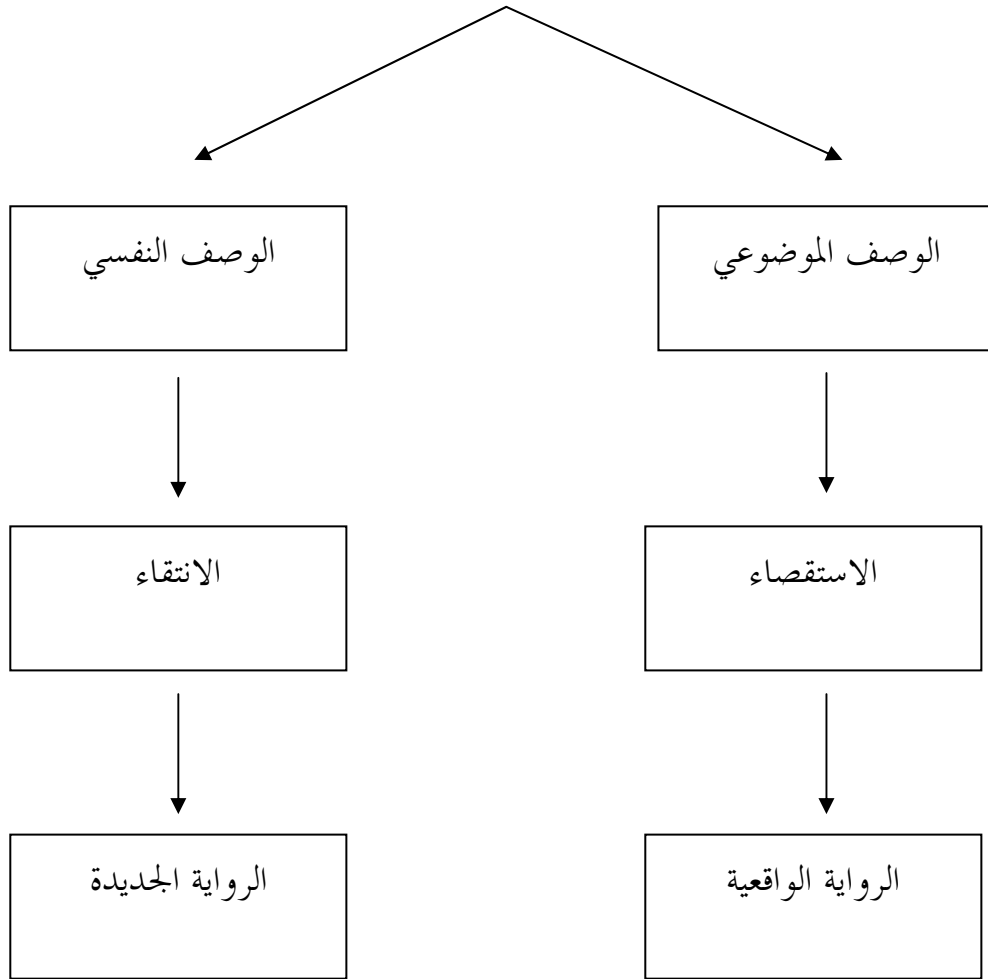 الوصف الموضوعي
الوصف النفسي
الاستقصاء
الانتقاء
الرواية الواقعية
الرواية الجديدة